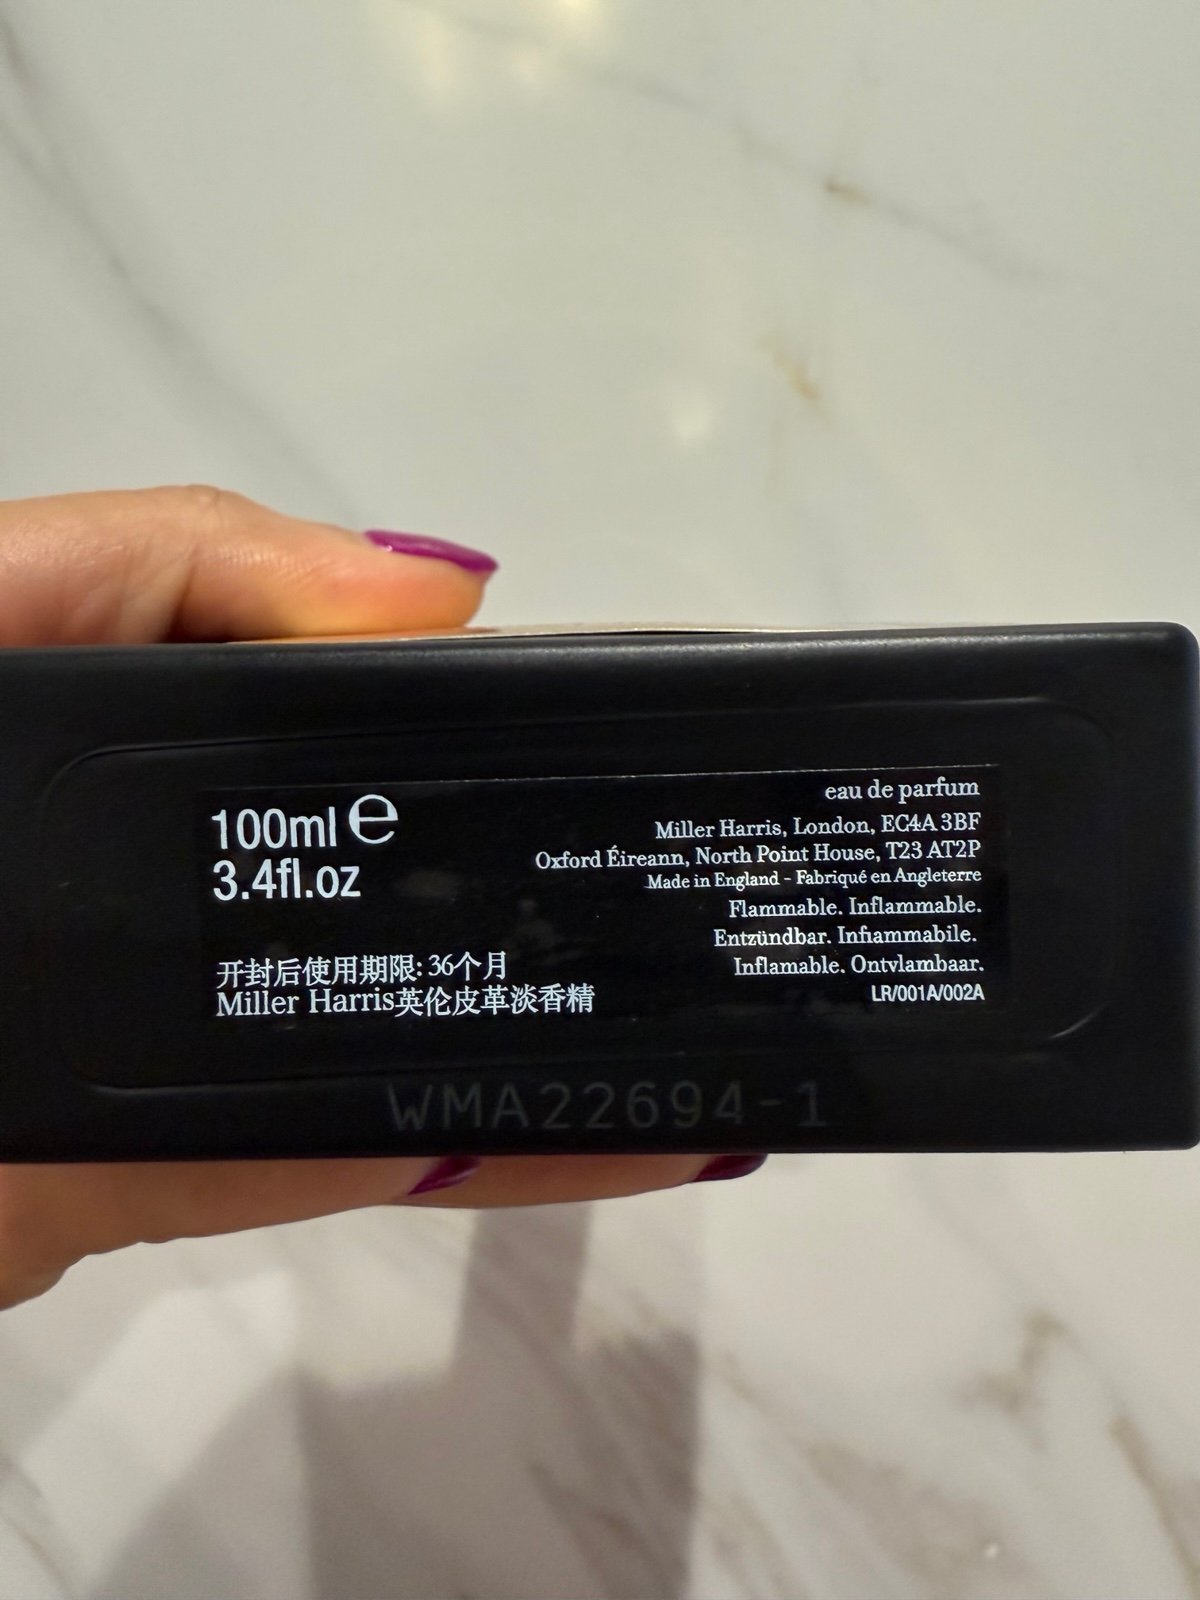 100ml e
3.4fl.oz
开封后使用期限: 36个月
Miller Harris英伦皮革淡香精
eau de parfum
Miller Harris, London, EC4A 3BF
Oxford Éireann, North Point House, T23 AT2P
Made in England - Fabriqué en Angleterre
Flammable. Inflammable.
Entzündbar. Infiammabile.
Inflamable. Ontvlambaar.
LR/001A/002A
WMA22694-1